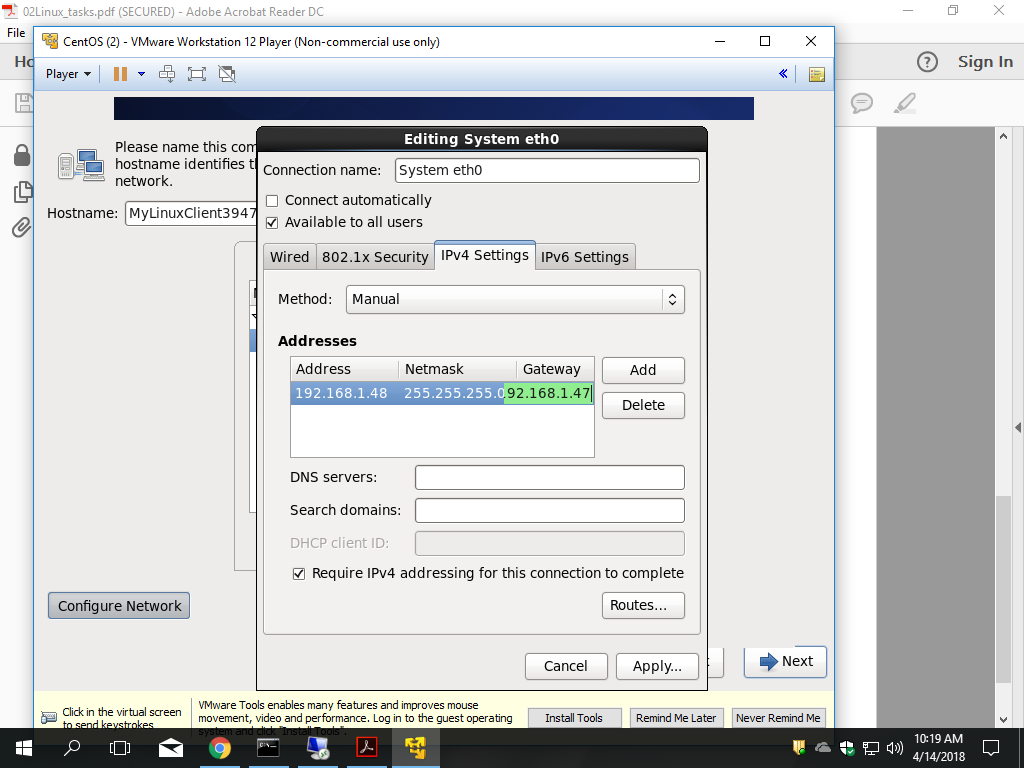 02Linux_tasks.pdf (SECURED) - Adobe Acrobat Reader DC
File
CentOS (2) - VMware Workstation 12 Player (Non-commercial use only)
Player
Sign In
Please name this com
hostname identifies t
network.
Hostname: MyLinuxClient3947
Editing System eth0
Connection name: System eth0
Connect automatically
Available to all users
Wired 802.1x Security IPv4 Settings IPv6 Settings
Method: Manual
Addresses
Address Netmask Gateway
192.168.1.48 255.255.255.0 92.168.1.47
Add
Delete
DNS servers:
Search domains:
DHCP client ID:
Require IPv4 addressing for this connection to complete
Routes...
Configure Network
Cancel Apply...
Next
Click in the virtual screen
to send keystrokes
VMware Tools enables many features and improves mouse
movement, video and performance. Log in to the guest operating
system and click "Install Tools".
Install Tools Remind Me Later Never Remind Me
10:19 AM
4/14/2018